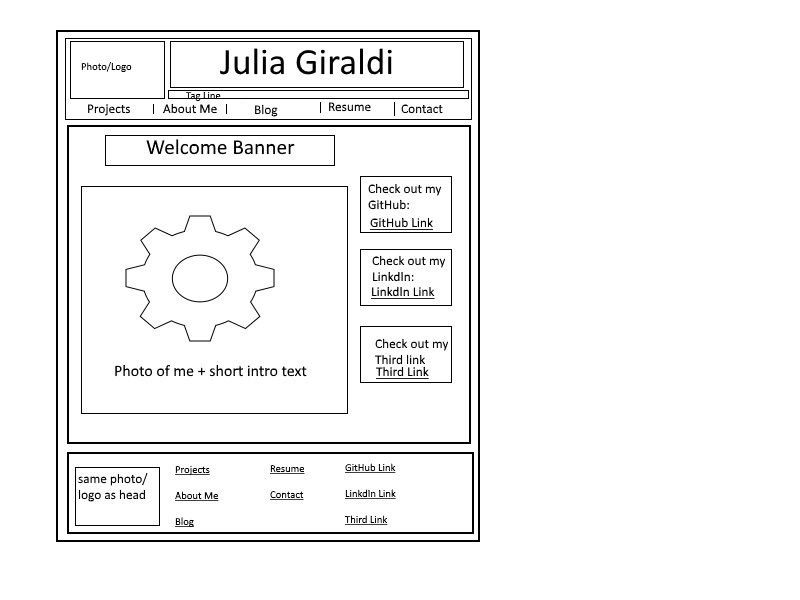 Photo/Logo
Julia Giraldi
Tag Line
Projects | About Me | Blog | Resume | Contact
Welcome Banner
Check out my
GitHub:
GitHub Link
Check out my
LinkdIn:
LinkdIn Link
Check out my
Third link
Third Link
Photo of me + short intro text
same photo/
logo as head
Projects
About Me
Blog
Resume
Contact
GitHub Link
LinkdIn Link
Third Link